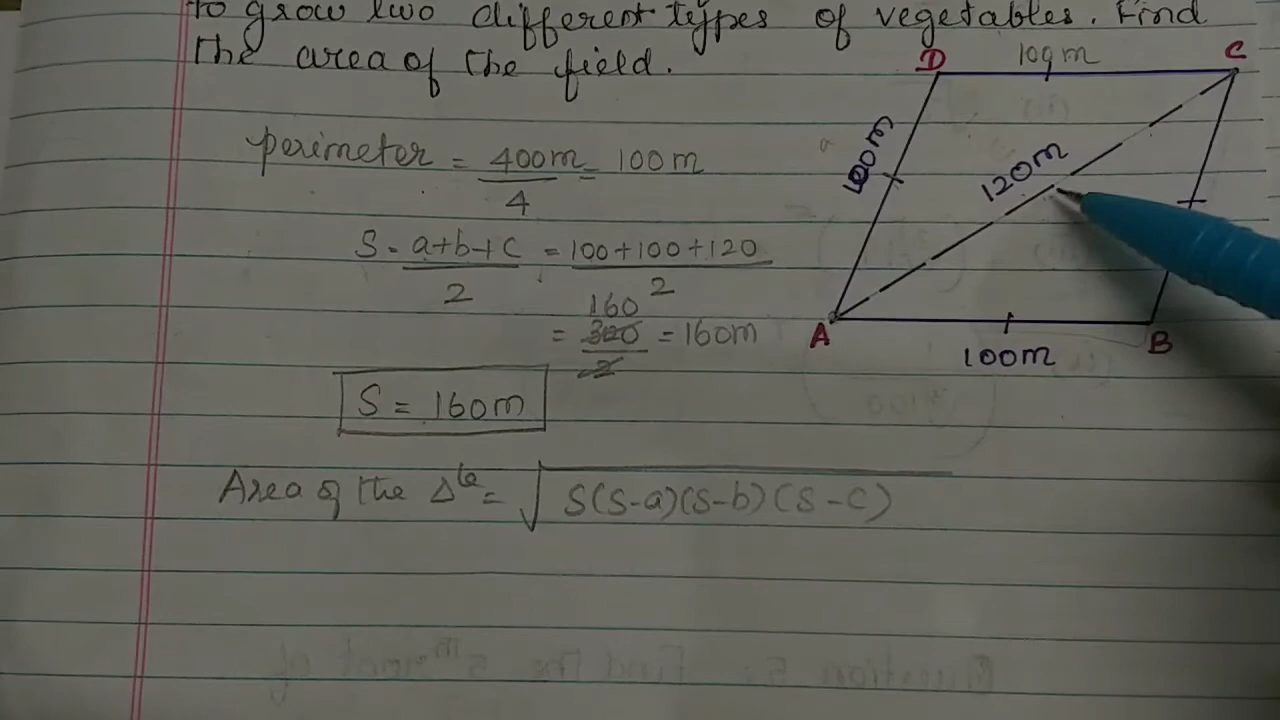 to grow two different types of vegetables. Find
the area of the field.
D 100m C
perimeter = 400m/4 = 100m
100m
120m
S = a+b+c/2 = 100+100+120/2
= 160 320/2 = 160m
A 100m B
S = 160m
Area of the Δle = √S(S-a)(S-b)(S-c)